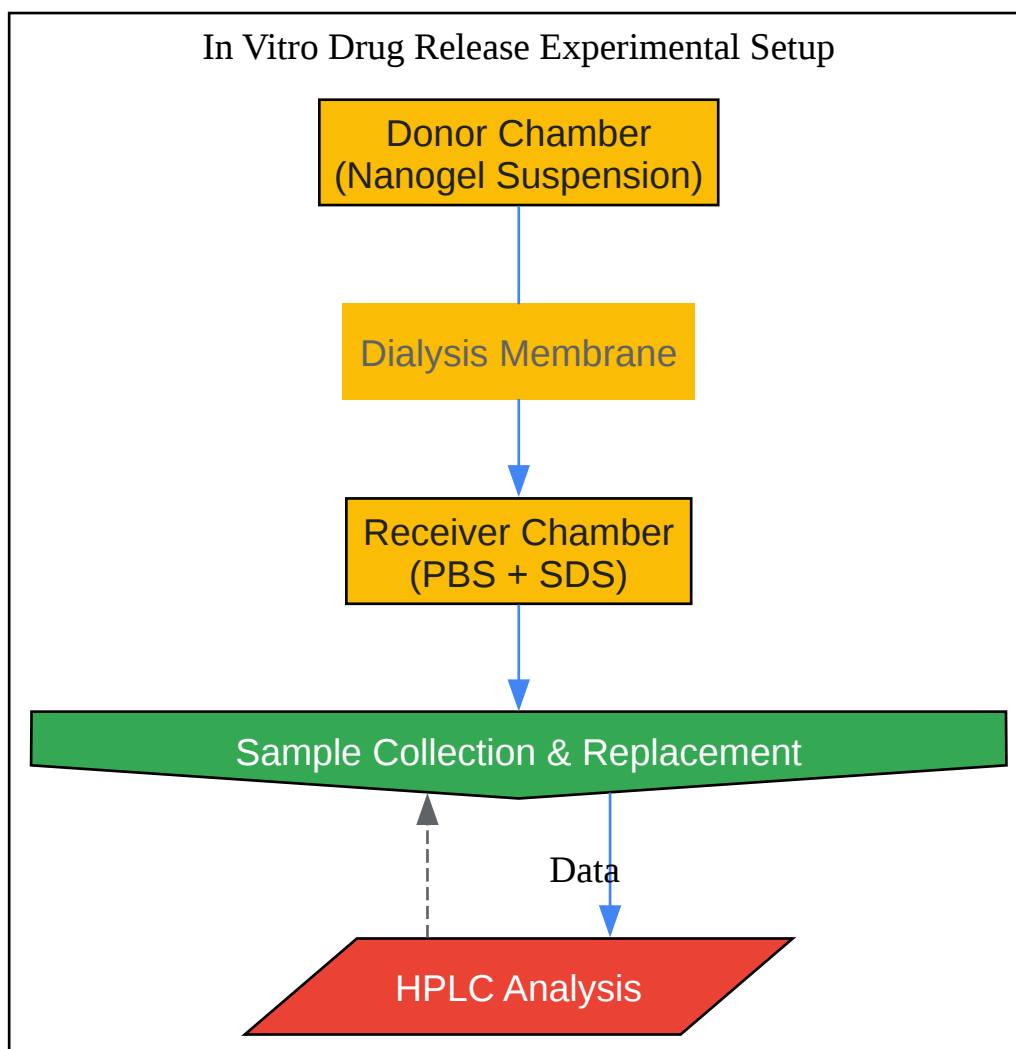 In Vitro Drug Release Experimental Setup
Donor Chamber
(Nanogel Suspension)
Dialysis Membrane
Receiver Chamber
(PBS + SDS)
Sample Collection & Replacement
Data
HPLC Analysis